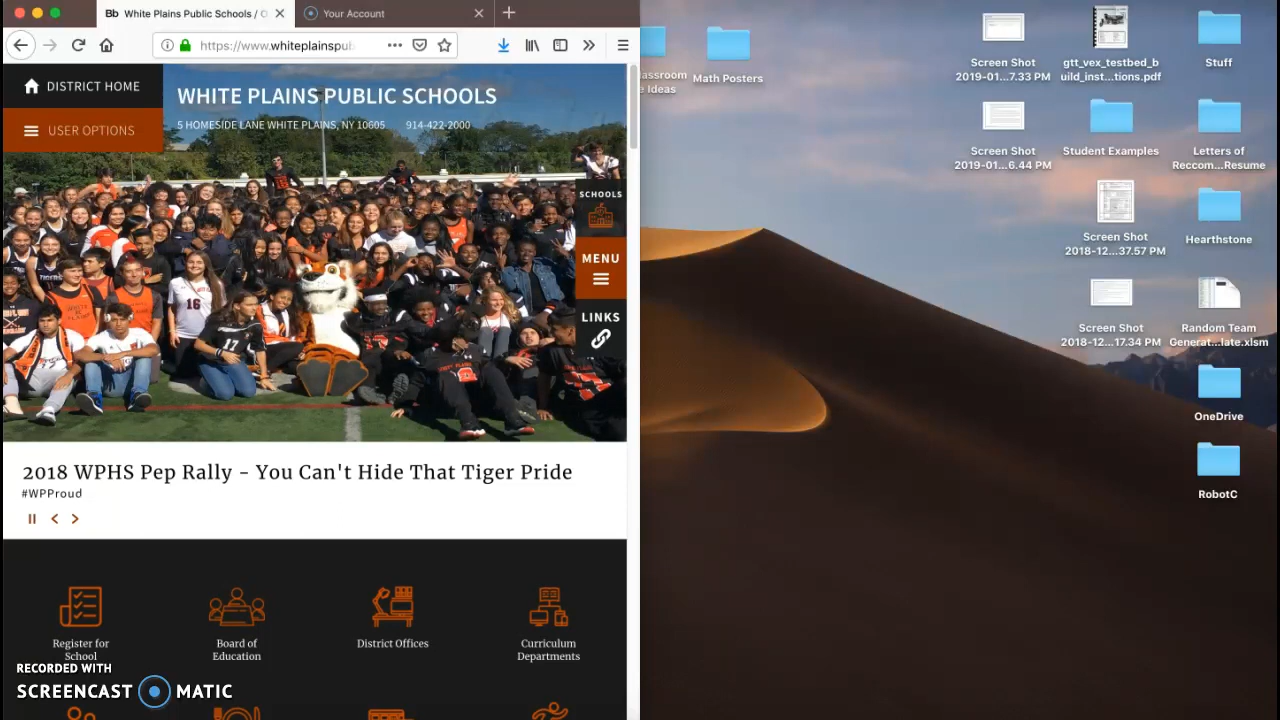 Bb White Plains Public Schools / C
Your Account
https://www.whiteplainspub
DISTRICT HOME
USER OPTIONS
WHITE PLAINS PUBLIC SCHOOLS
5 HOMESIDE LANE WHITE PLAINS, NY 10605 914-422-2000
SCHOOLS
MENU
LINKS
16
17
2018 WPHS Pep Rally - You Can't Hide That Tiger Pride
#WPProud
Register for
School
Board of
Education
District Offices
Curriculum
Departments
RECORDED WITH
SCREENCAST MATIC
assroom
e Ideas
Math Posters
Screen Shot
2019-01...7.33 PM
gtt_vex_testbed_b
uild_inst...tions.pdf
Stuff
Screen Shot
2019-01...6.44 PM
Student Examples
Letters of
Reccom...Resume
Screen Shot
2018-12...37.57 PM
Hearthstone
Screen Shot
2018-12...17.34 PM
Random Team
Generat...late.xlsm
OneDrive
RobotC